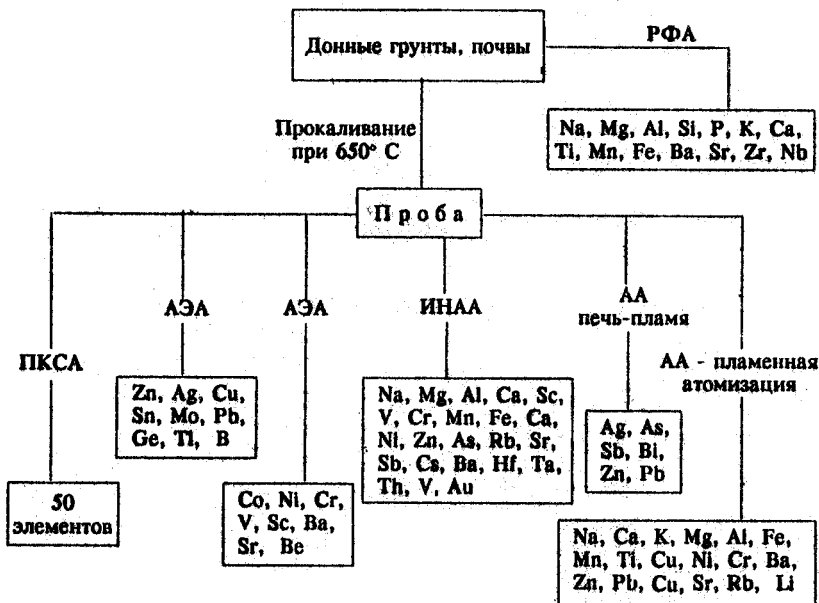 Донные грунты, почвы
РФА
Na, Mg, Al, Si, P, K, Ca,
Ti, Mn, Fe, Ba, Sr, Zr, Nb
Прокаливание
при 650° С
Проба
ПКСА
АЭА
АЭА
ИНАА
АА
печь-пламя
АА - пламенная
атомизация
50
элементов
Zn, Ag, Cu,
Sn, Mo, Pb,
Ge, Tl, B
Co, Ni, Cr,
V, Sc, Ba,
Sr, Be
Na, Mg, Al, Ca, Sc,
V, Cr, Mn, Fe, Ca,
Ni, Zn, As, Rb, Sr,
Sb, Cs, Ba, Hf, Ta,
Th, V, Au
Ag, As,
Sb, Bi,
Zn, Pb
Na, Ca, K, Mg, Al, Fe,
Mn, Ti, Cu, Ni, Cr, Ba,
Zn, Pb, Cu, Sr, Rb, Li